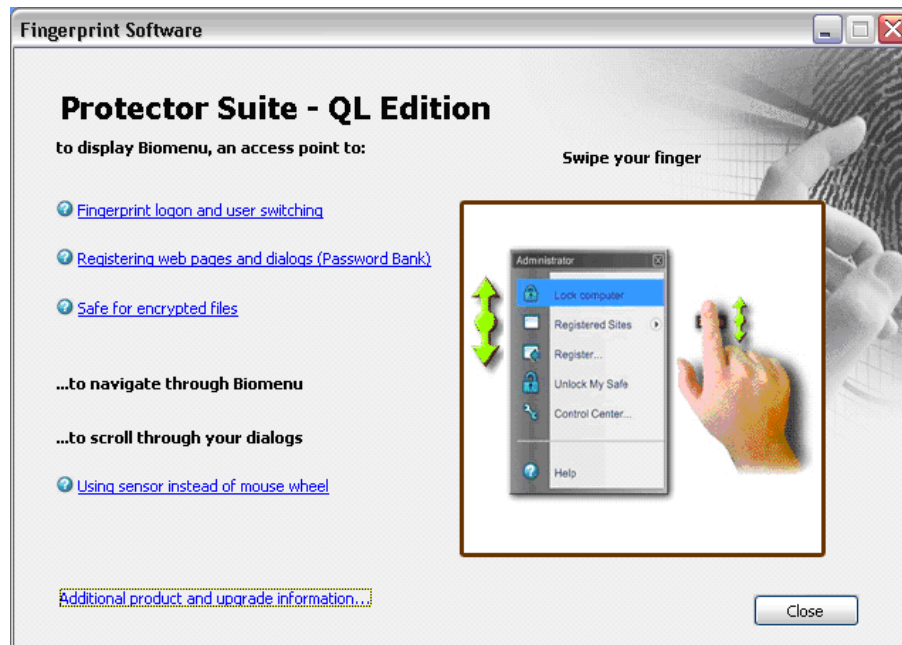 Fingerprint Software
Protector Suite - QL Edition
to display Biomenu, an access point to:
Swipe your finger
Fingerprint logon and user switching
Registering web pages and dialogs (Password Bank)
Safe for encrypted files
...to navigate through Biomenu
...to scroll through your dialogs
Using sensor instead of mouse wheel
Administrator
Lock computer
Registered Sites
Register...
Unlock My Safe
Control Center...
Help
Additional product and upgrade information...
Close